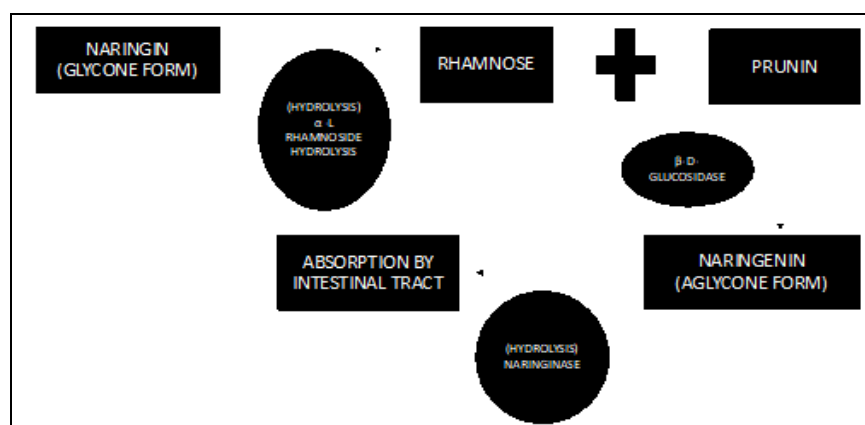 NARINGIN
(GLYCONE FORM)
RHAMNOSE
PRUNIN
(HYDROLYSIS)
α -L
RHAMNOSIDE
HYDROLYSIS
β- D-
GLUCOSIDASE
ABSORPTION BY
INTESTINAL TRACT
NARINGENIN
(AGLYCONE FORM)
(HYDROLYSIS)
NARINGINASE